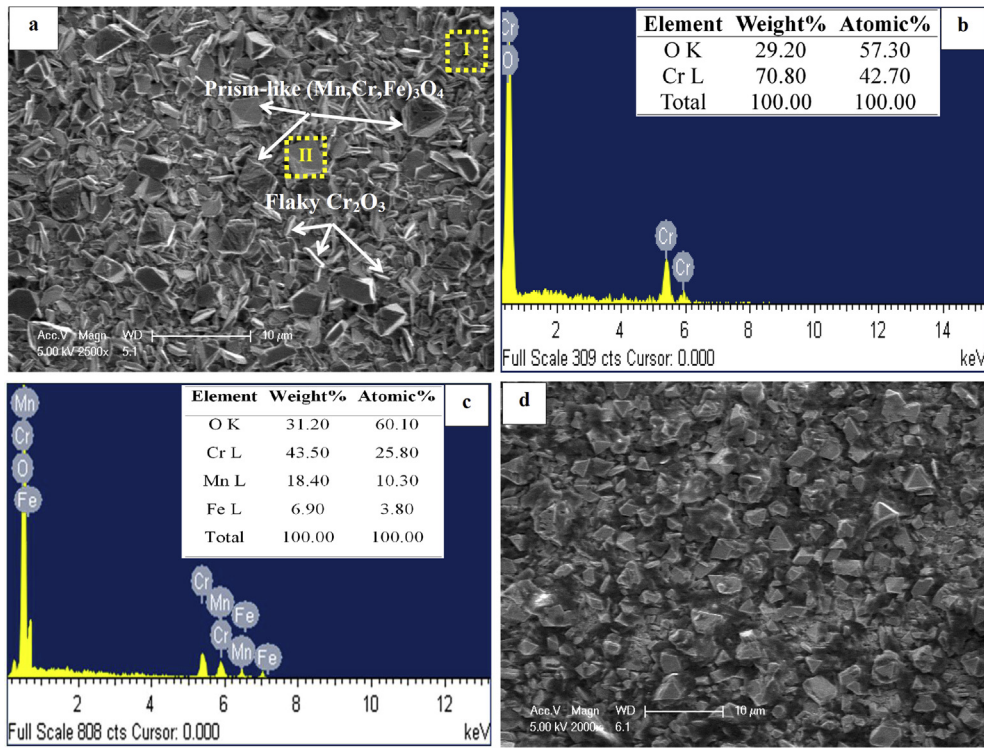 a
I
Prism-like (Mn,Cr,Fe)₃O₄
II
Flaky Cr₂O₃
Acc.V Magn WD 10 μm
5.00 kV 2500x 5.1
b
Element Weight% Atomic%
O K 29.20 57.30
Cr L 70.80 42.70
Total 100.00 100.00
Cr
O
Cr
Cr
2 4 6 8 10 12 14
Full Scale 309 cts Cursor: 0.000 keV
c
Element Weight% Atomic%
O K 31.20 60.10
Cr L 43.50 25.80
Mn L 18.40 10.30
Fe L 6.90 3.80
Total 100.00 100.00
Mn
Cr
O
Fe
Cr
Mn
Fe
Cr
Mn
Fe
2 4 6 8 10 12
Full Scale 808 cts Cursor: 0.000 keV
d
Acc.V Magn WD 10 μm
5.00 kV 2000x 6.1